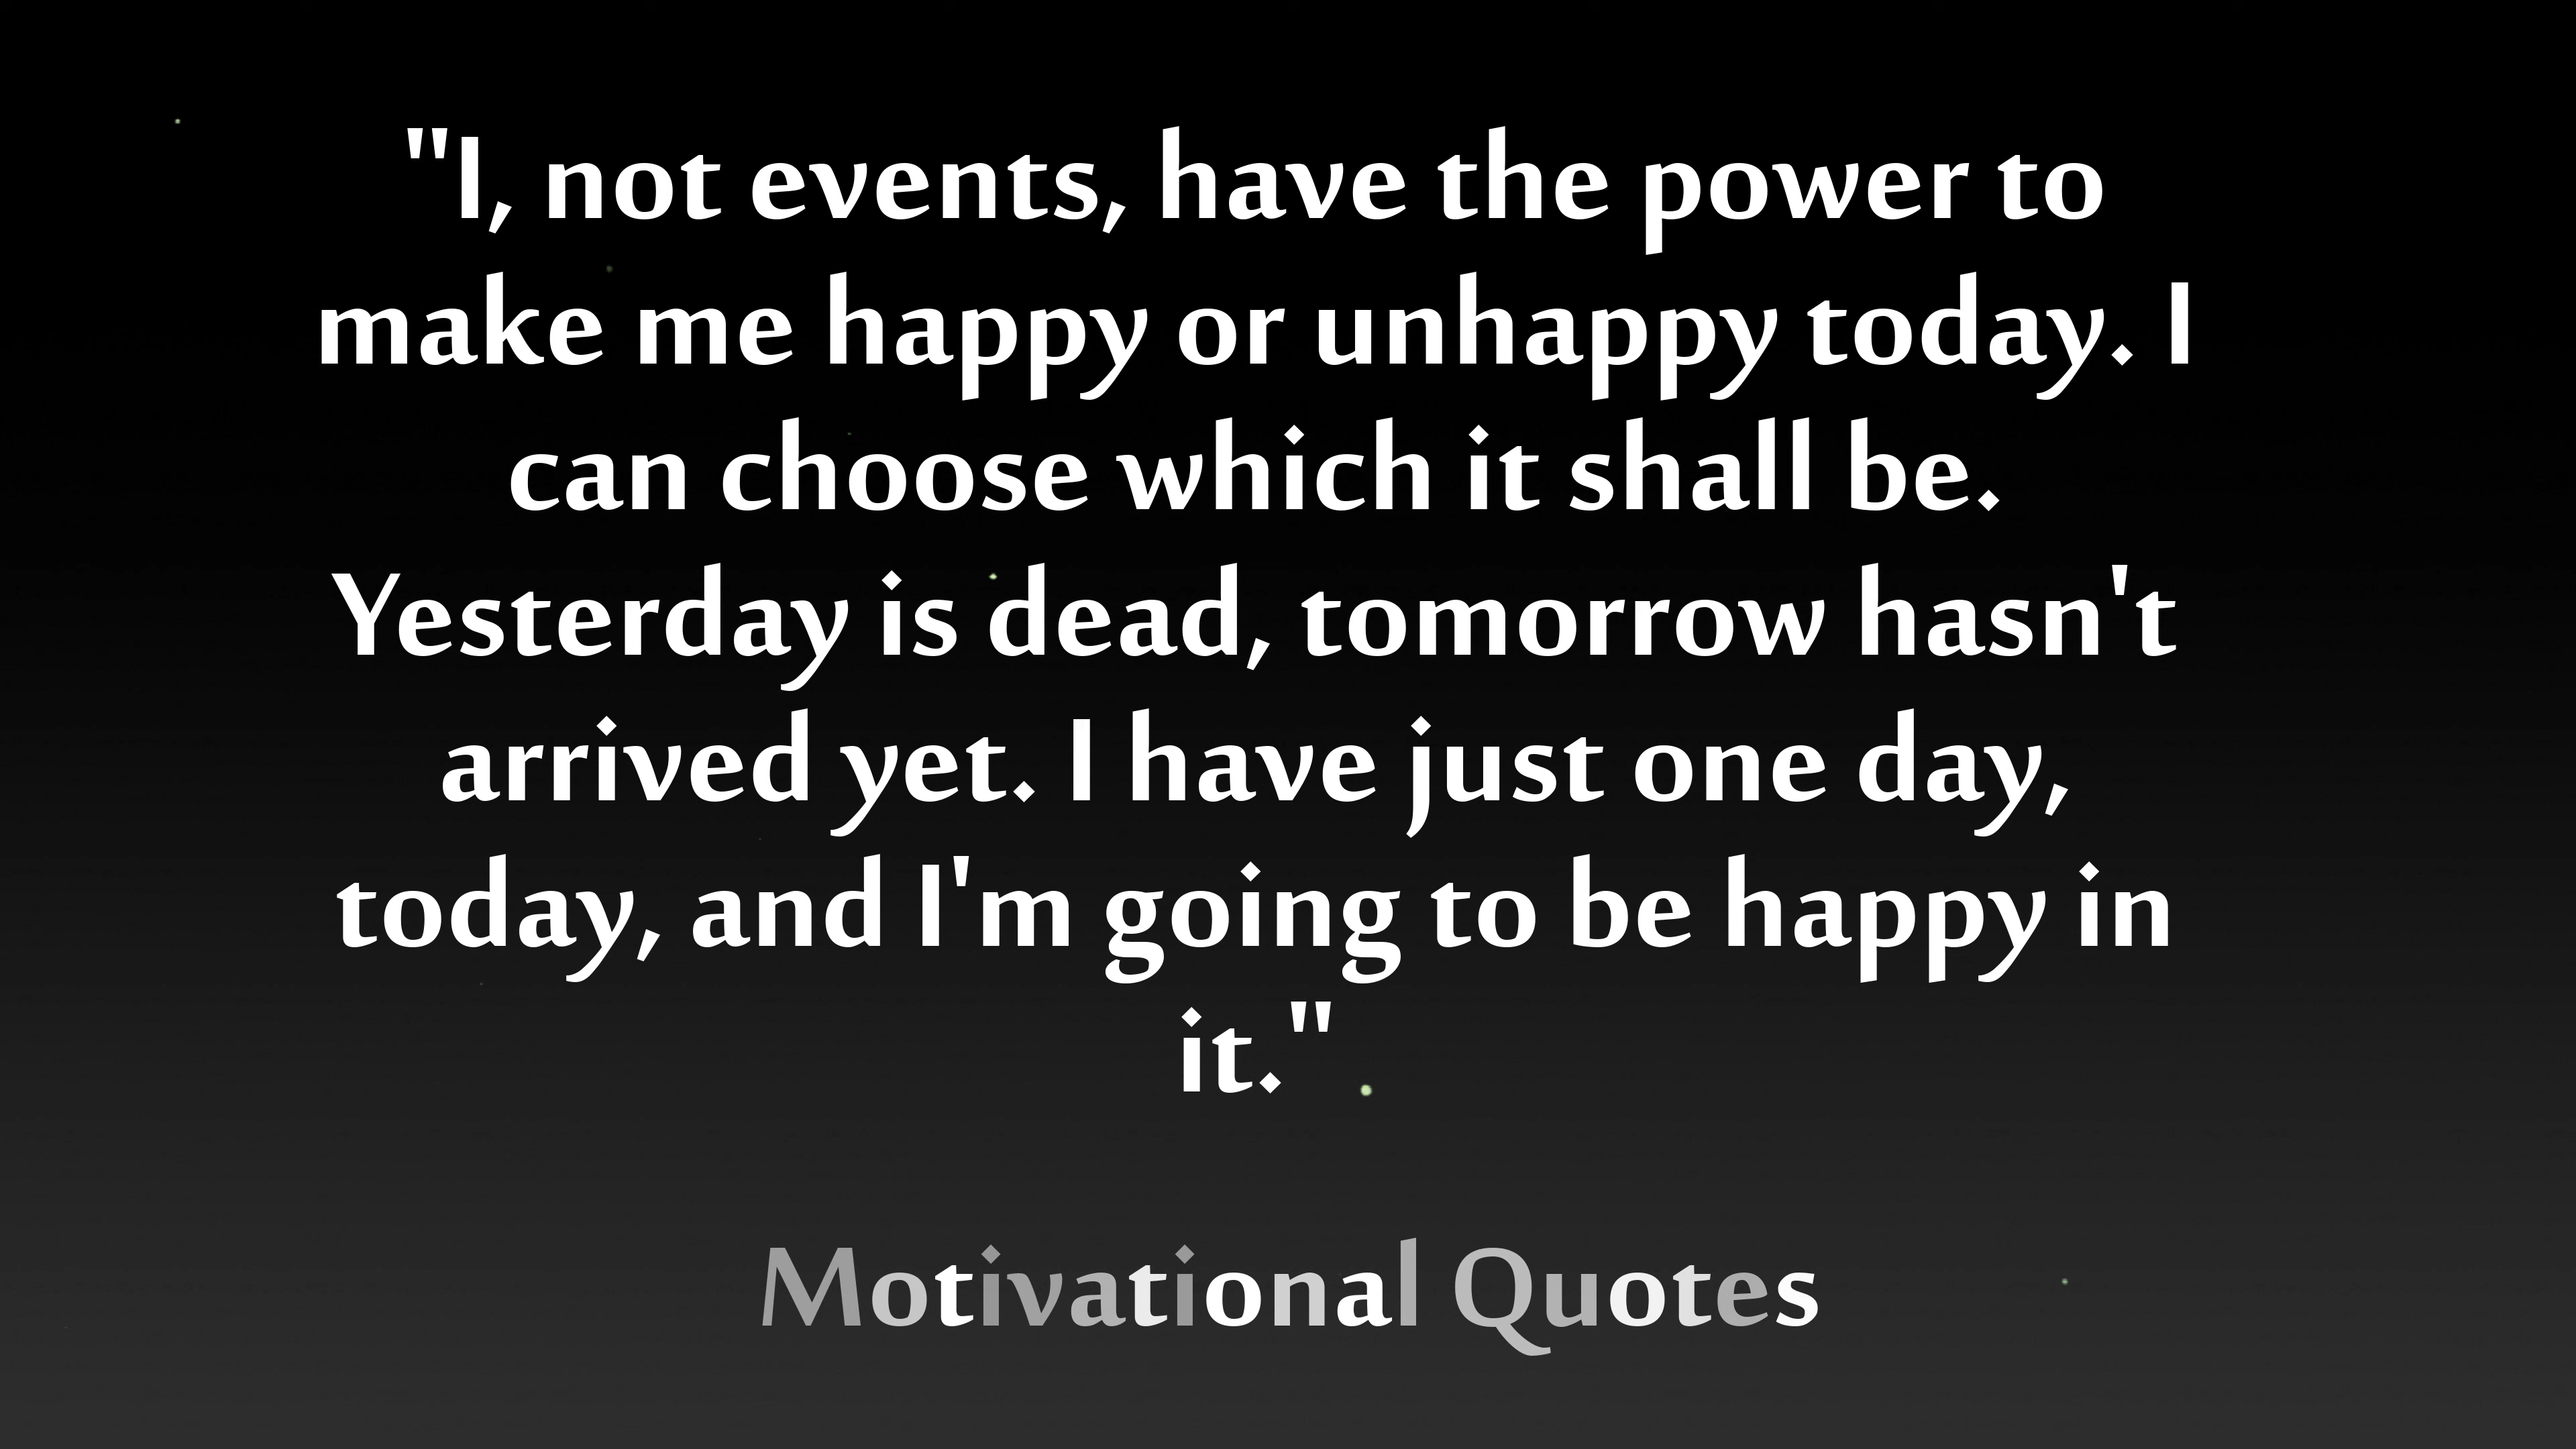 "I, not events, have the power to
make me happy or unhappy today. I
can choose which it shall be.
Yesterday is dead, tomorrow hasn't
arrived yet. I have just one day,
today, and I'm going to be happy in
it."
Motivational Quotes